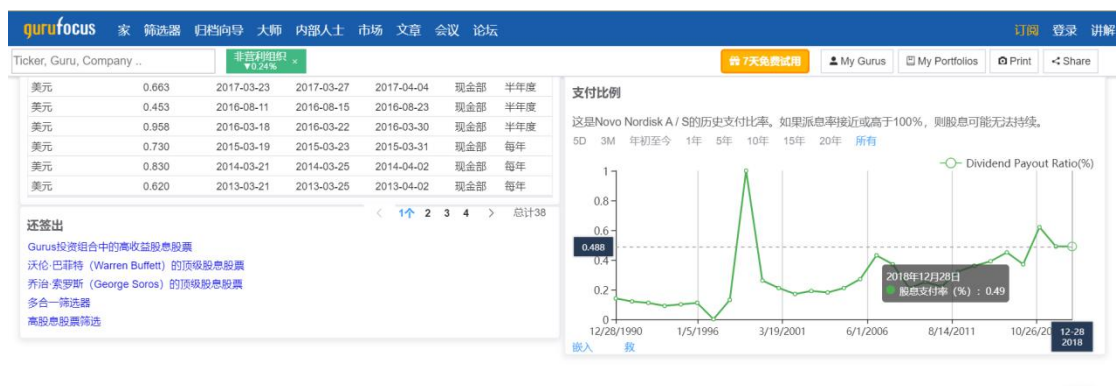 gurufocus 家 筛选器 归档向导 大师 内部人士 市场 文章 会议 论坛 订阅 登录 讲解
Ticker, Guru, Company .. 非营利组织 ▼0.24% × 7天免费试用 My Gurus My Portfolios Print Share
美元 0.663 2017-03-23 2017-03-27 2017-04-04 现金部 半年度
美元 0.453 2016-08-11 2016-08-15 2016-08-23 现金部 半年度
美元 0.958 2016-03-18 2016-03-22 2016-03-30 现金部 半年度
美元 0.730 2015-03-19 2015-03-23 2015-03-31 现金部 每年
美元 0.830 2014-03-21 2014-03-25 2014-04-02 现金部 每年
美元 0.620 2013-03-21 2013-03-25 2013-04-02 现金部 每年
< 1个 2 3 4 > 总计38
还签出
Gurus投资组合中的高收益股息股票
沃伦·巴菲特（Warren Buffett）的顶级股息股票
乔治·索罗斯（George Soros）的顶级股息股票
多合一筛选器
高股息股票筛选
支付比例
这是Novo Nordisk A / S的历史支付比率。如果派息率接近或高于100%，则股息可能无法持续。
5D 3M 年初至今 1年 5年 10年 15年 20年 所有
Dividend Payout Ratio(%)
1
0.8
0.6
0.488
0.4
0.2
0
2018年12月28日
股息支付率（%）：0.49
12/28/1990 1/5/1996 3/19/2001 6/1/2006 8/14/2011 10/26/20
12-28
2018
嵌入 救